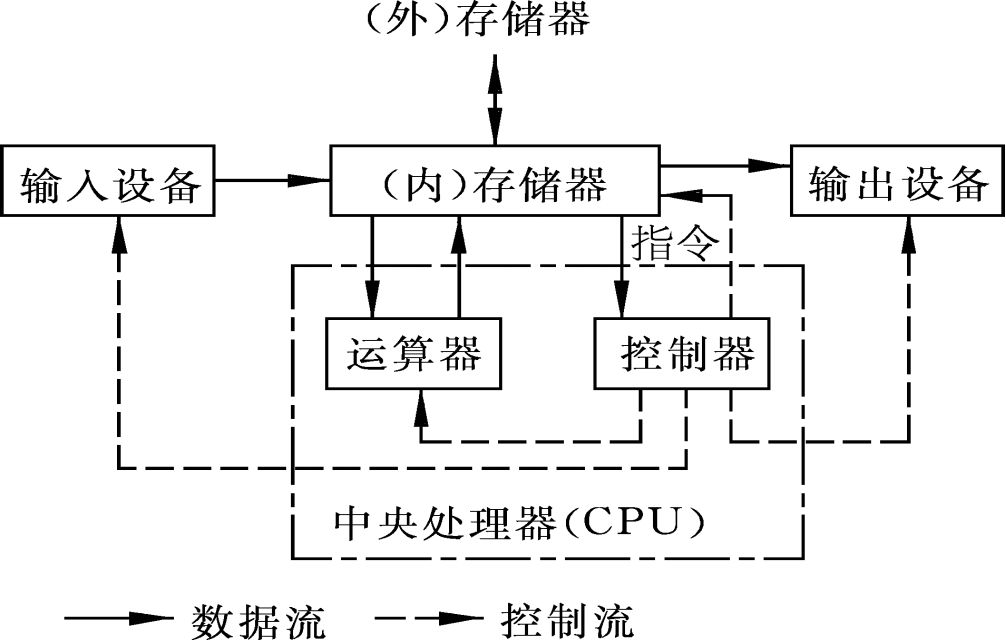 (外)存储器
输入设备
(内)存储器
输出设备
指令
运算器
控制器
中央处理器(CPU)
数据流
控制流